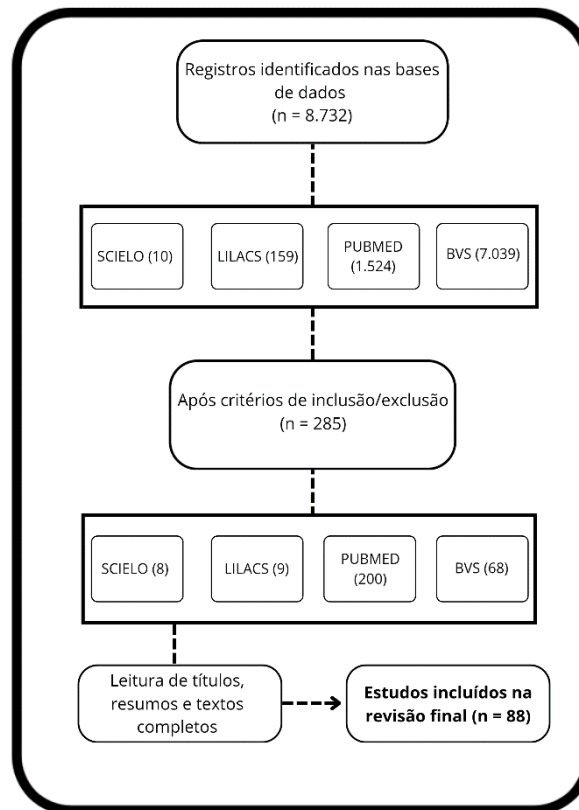 Registros identificados nas bases
de dados
(n = 8.732)
SCIELO (10)
LILACS (159)
PUBMED
(1.524)
BVS (7.039)
Após critérios de inclusão/exclusão
(n = 285)
SCIELO (8)
LILACS (9)
PUBMED
(200)
BVS (68)
Leitura de títulos,
resumos e textos
completos
Estudos incluídos na
revisão final (n = 88)